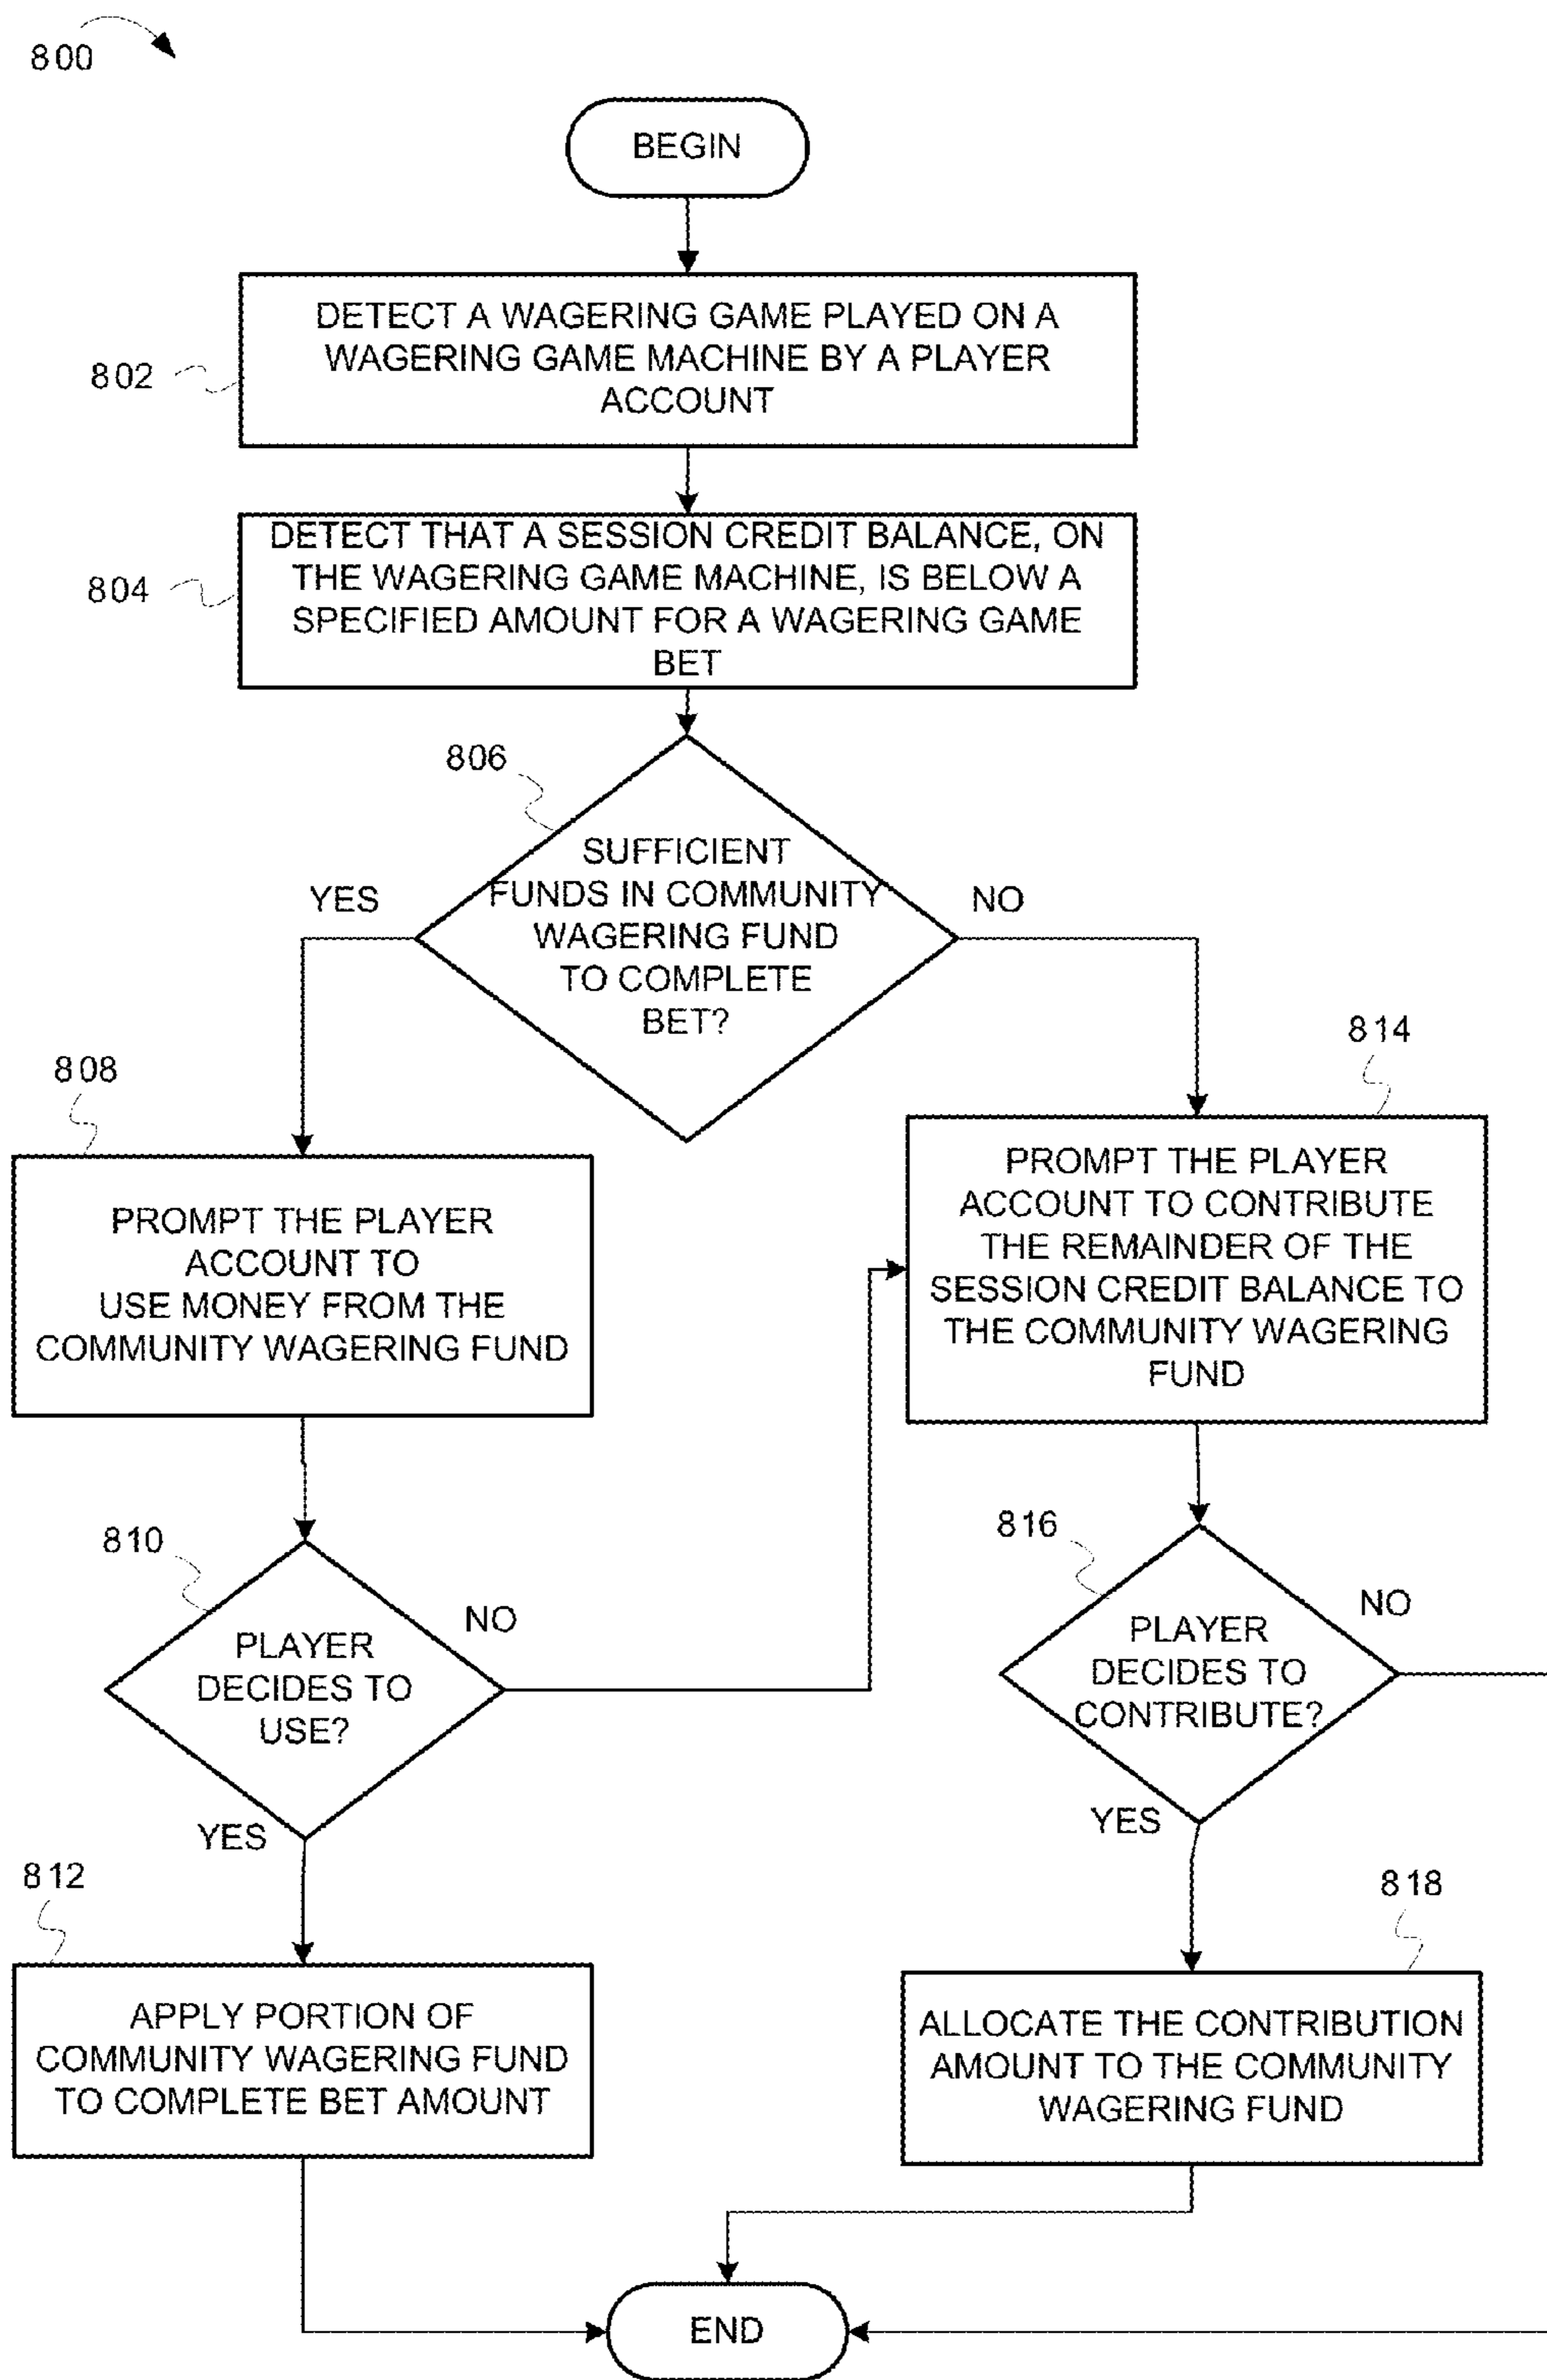 800
BEGIN
802
DETECT A WAGERING GAME PLAYED ON A
WAGERING GAME MACHINE BY A PLAYER
ACCOUNT
804
DETECT THAT A SESSION CREDIT BALANCE, ON
THE WAGERING GAME MACHINE, IS BELOW A
SPECIFIED AMOUNT FOR A WAGERING GAME
BET
806
SUFFICIENT
FUNDS IN COMMUNITY
WAGERING FUND
TO COMPLETE
BET?
YES
NO
808
PROMPT THE PLAYER
ACCOUNT TO
USE MONEY FROM THE
COMMUNITY WAGERING FUND
814
PROMPT THE PLAYER
ACCOUNT TO CONTRIBUTE
THE REMAINDER OF THE
SESSION CREDIT BALANCE TO
THE COMMUNITY WAGERING
FUND
810
PLAYER
DECIDES TO
USE?
NO
YES
816
PLAYER
DECIDES TO
CONTRIBUTE?
NO
YES
812
APPLY PORTION OF
COMMUNITY WAGERING FUND
TO COMPLETE BET AMOUNT
818
ALLOCATE THE CONTRIBUTION
AMOUNT TO THE COMMUNITY
WAGERING FUND
END